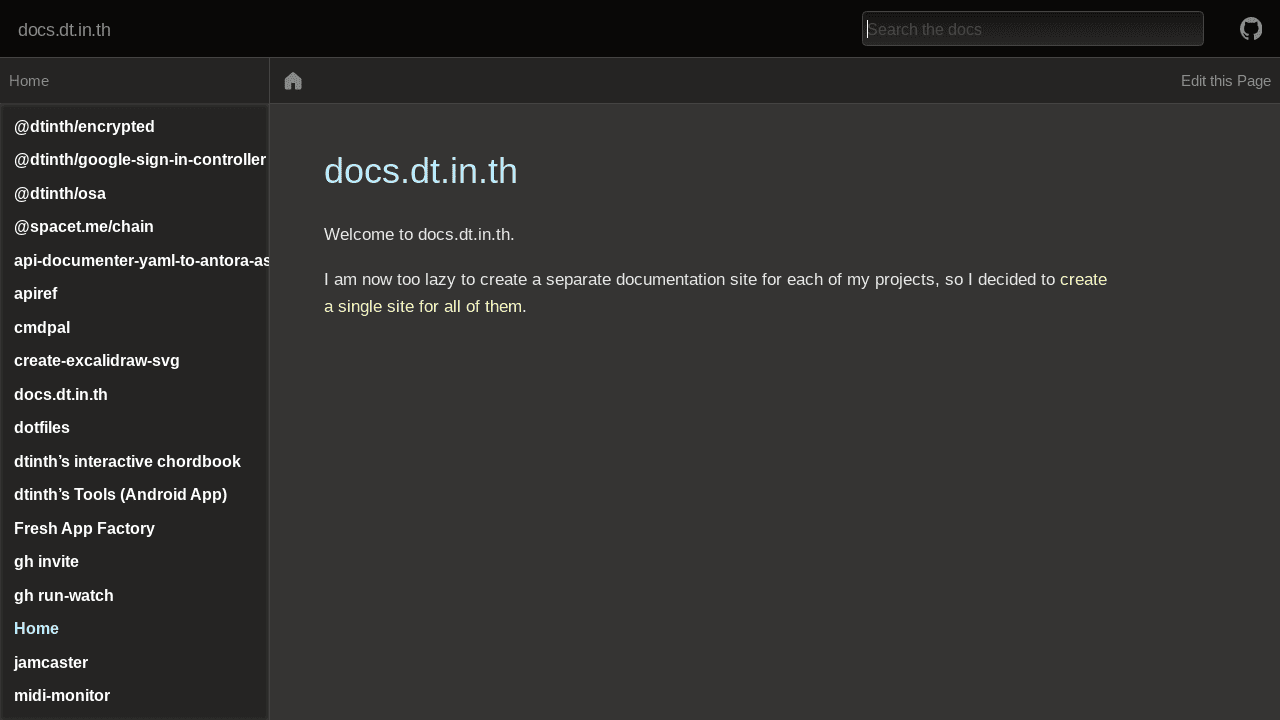 docs.dt.in.th
Search the docs
Home
Edit this Page
@dtinth/encrypted
@dtinth/google-sign-in-controller
@dtinth/osa
@spacet.me/chain
api-documenter-yaml-to-antora-as
apiref
cmdpal
create-excalidraw-svg
docs.dt.in.th
dotfiles
dtinth’s interactive chordbook
dtinth’s Tools (Android App)
Fresh App Factory
gh invite
gh run-watch
Home
jamcaster
midi-monitor
docs.dt.in.th
Welcome to docs.dt.in.th.
I am now too lazy to create a separate documentation site for each of my projects, so I decided to create
a single site for all of them.